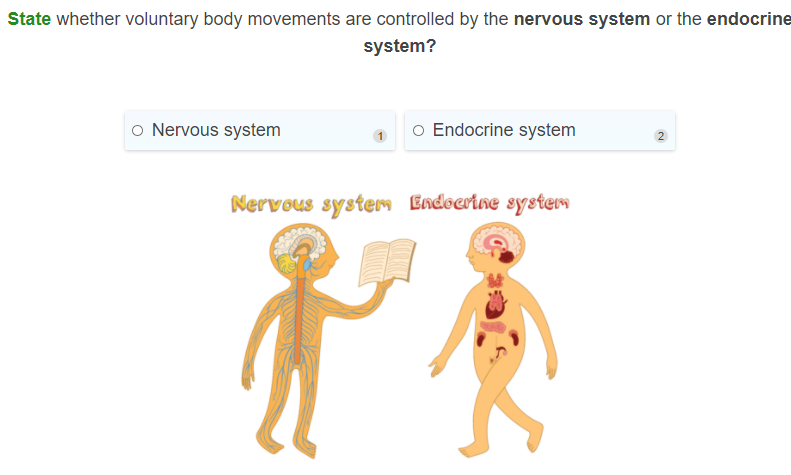 State whether voluntary body movements are controlled by the nervous system or the endocrine
system?
Nervous system
1
Endocrine system
2
Nervous system
Endocrine system